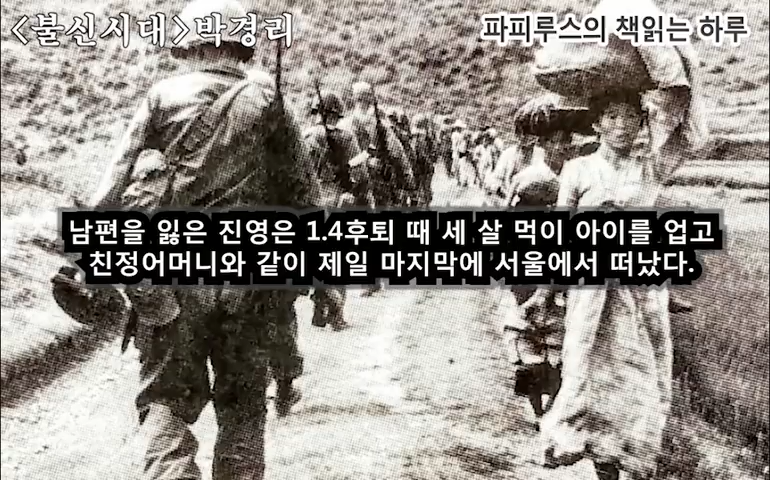 <불신시대>박경리
파피루스의 책읽는 하루
남편을 잃은 진영은 1.4후퇴 때 세 살 먹이 아이를 업고
친정어머니와 같이 제일 마지막에 서울에서 떠났다.